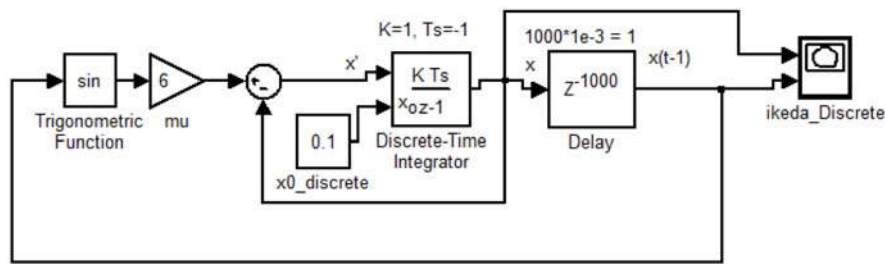 K=1, Ts=-1
1000*1e-3 = 1
sin
6
x'
K Ts
xoz-1
x
Z-1000
x(t-1)
0.1
Trigonometric
Function
mu
x0_discrete
Discrete-Time
Integrator
Delay
ikeda_Discrete